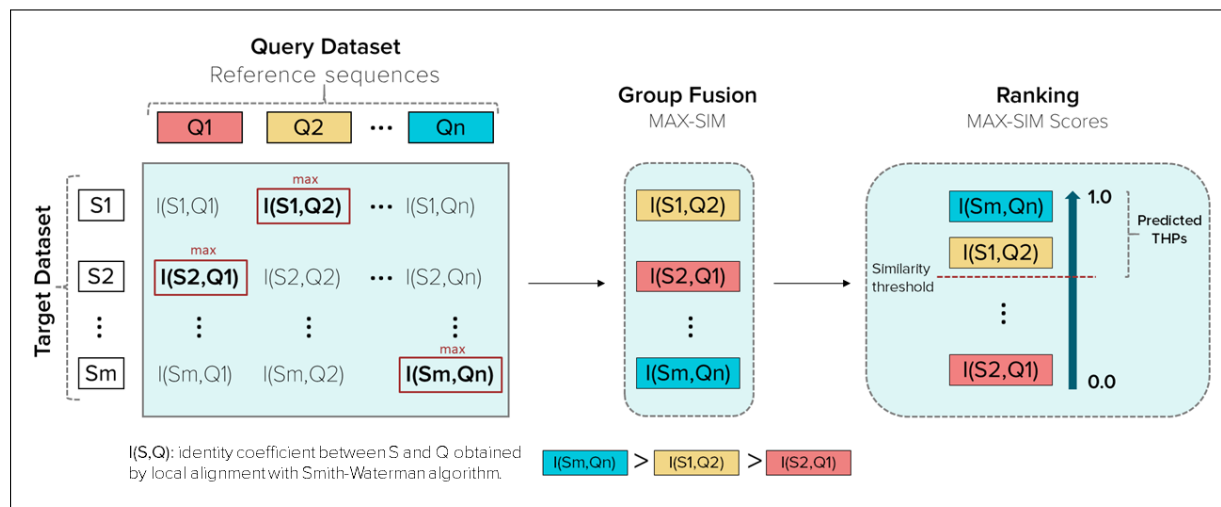 Query Dataset
Reference sequences
Q1 Q2 ••• Qn
Group Fusion
MAX-SIM
Ranking
MAX-SIM Scores
Target Dataset
S1
S2
⋮
Sm
max
I(S1,Q1) I(S1,Q2) ••• I(S1,Qn)
max
I(S2,Q1) I(S2,Q2) ••• I(S2,Qn)
⋮ ⋮ ⋮
max
I(Sm,Q1) I(Sm,Q2) I(Sm,Qn)
I(S1,Q2)
I(S2,Q1)
⋮
I(Sm,Qn)
I(Sm,Qn)
I(S1,Q2)
Similarity
threshold
⋮
I(S2,Q1)
1.0
0.0
Predicted
THPs
I(S,Q): identity coefficient between S and Q obtained
by local alignment with Smith-Waterman algorithm.
I(Sm,Qn) > I(S1,Q2) > I(S2,Q1)